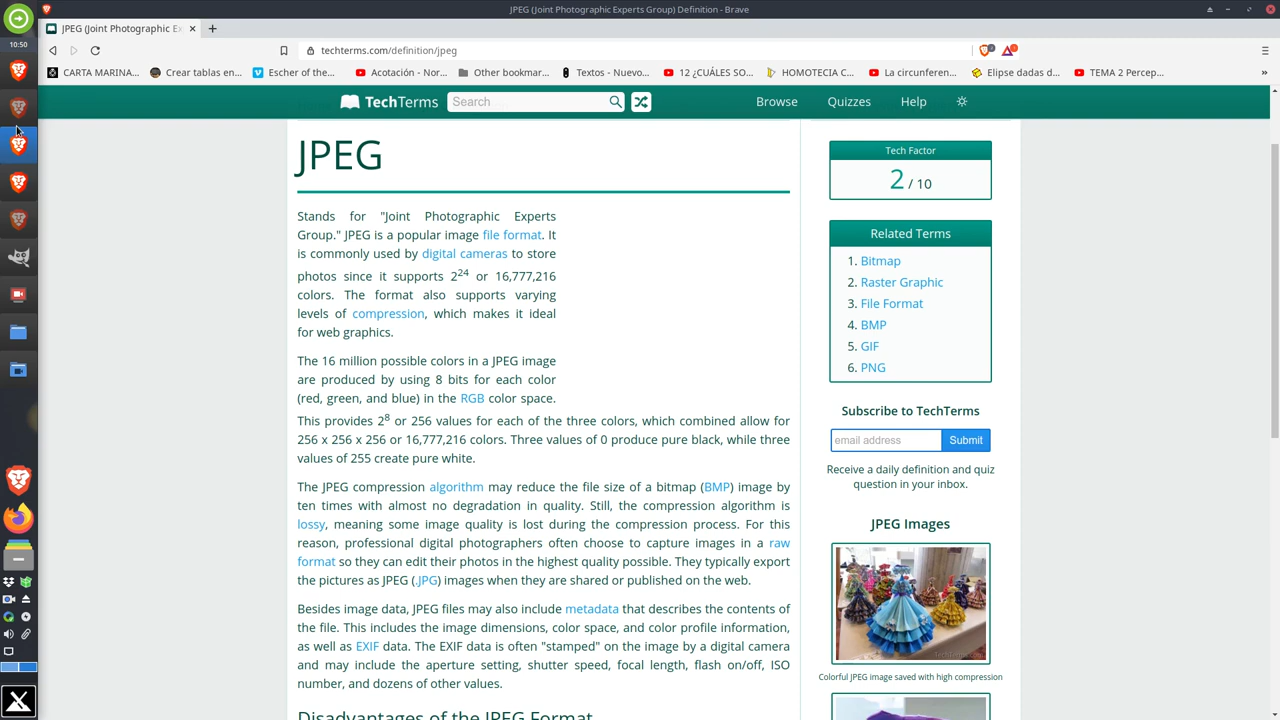 JPEG (Joint Photographic Experts Group) Definition - Brave
10:50
JPEG (Joint Photographic Ex
techterms.com/definition/jpeg
CARTA MARINA...
Crear tablas en...
Escher of the...
Acotación - Nor...
Other bookmar...
Textos - Nuevo...
12 ¿CUÁLES SO...
HOMOTECIA C...
La circunferen...
Elipse dadas d...
TEMA 2 Percep...
»
TechTerms
Search
Browse
Quizzes
Help
JPEG
Stands for "Joint Photographic Experts
Group." JPEG is a popular image file format. It
is commonly used by digital cameras to store
photos since it supports 2²⁴ or 16,777,216
colors. The format also supports varying
levels of compression, which makes it ideal
for web graphics.
The 16 million possible colors in a JPEG image
are produced by using 8 bits for each color
(red, green, and blue) in the RGB color space.
This provides 2⁸ or 256 values for each of the three colors, which combined allow for
256 x 256 x 256 or 16,777,216 colors. Three values of 0 produce pure black, while three
values of 255 create pure white.
The JPEG compression algorithm may reduce the file size of a bitmap (BMP) image by
ten times with almost no degradation in quality. Still, the compression algorithm is
lossy, meaning some image quality is lost during the compression process. For this
reason, professional digital photographers often choose to capture images in a raw
format so they can edit their photos in the highest quality possible. They typically export
the pictures as JPEG (.JPG) images when they are shared or published on the web.
Besides image data, JPEG files may also include metadata that describes the contents of
the file. This includes the image dimensions, color space, and color profile information,
as well as EXIF data. The EXIF data is often "stamped" on the image by a digital camera
and may include the aperture setting, shutter speed, focal length, flash on/off, ISO
number, and dozens of other values.
Disadvantages of the JPEG Format
Tech Factor
2 / 10
Related Terms
1. Bitmap
2. Raster Graphic
3. File Format
4. BMP
5. GIF
6. PNG
Subscribe to TechTerms
email address
Submit
Receive a daily definition and quiz
question in your inbox.
JPEG Images
TechTerms.com
Colorful JPEG image saved with high compression